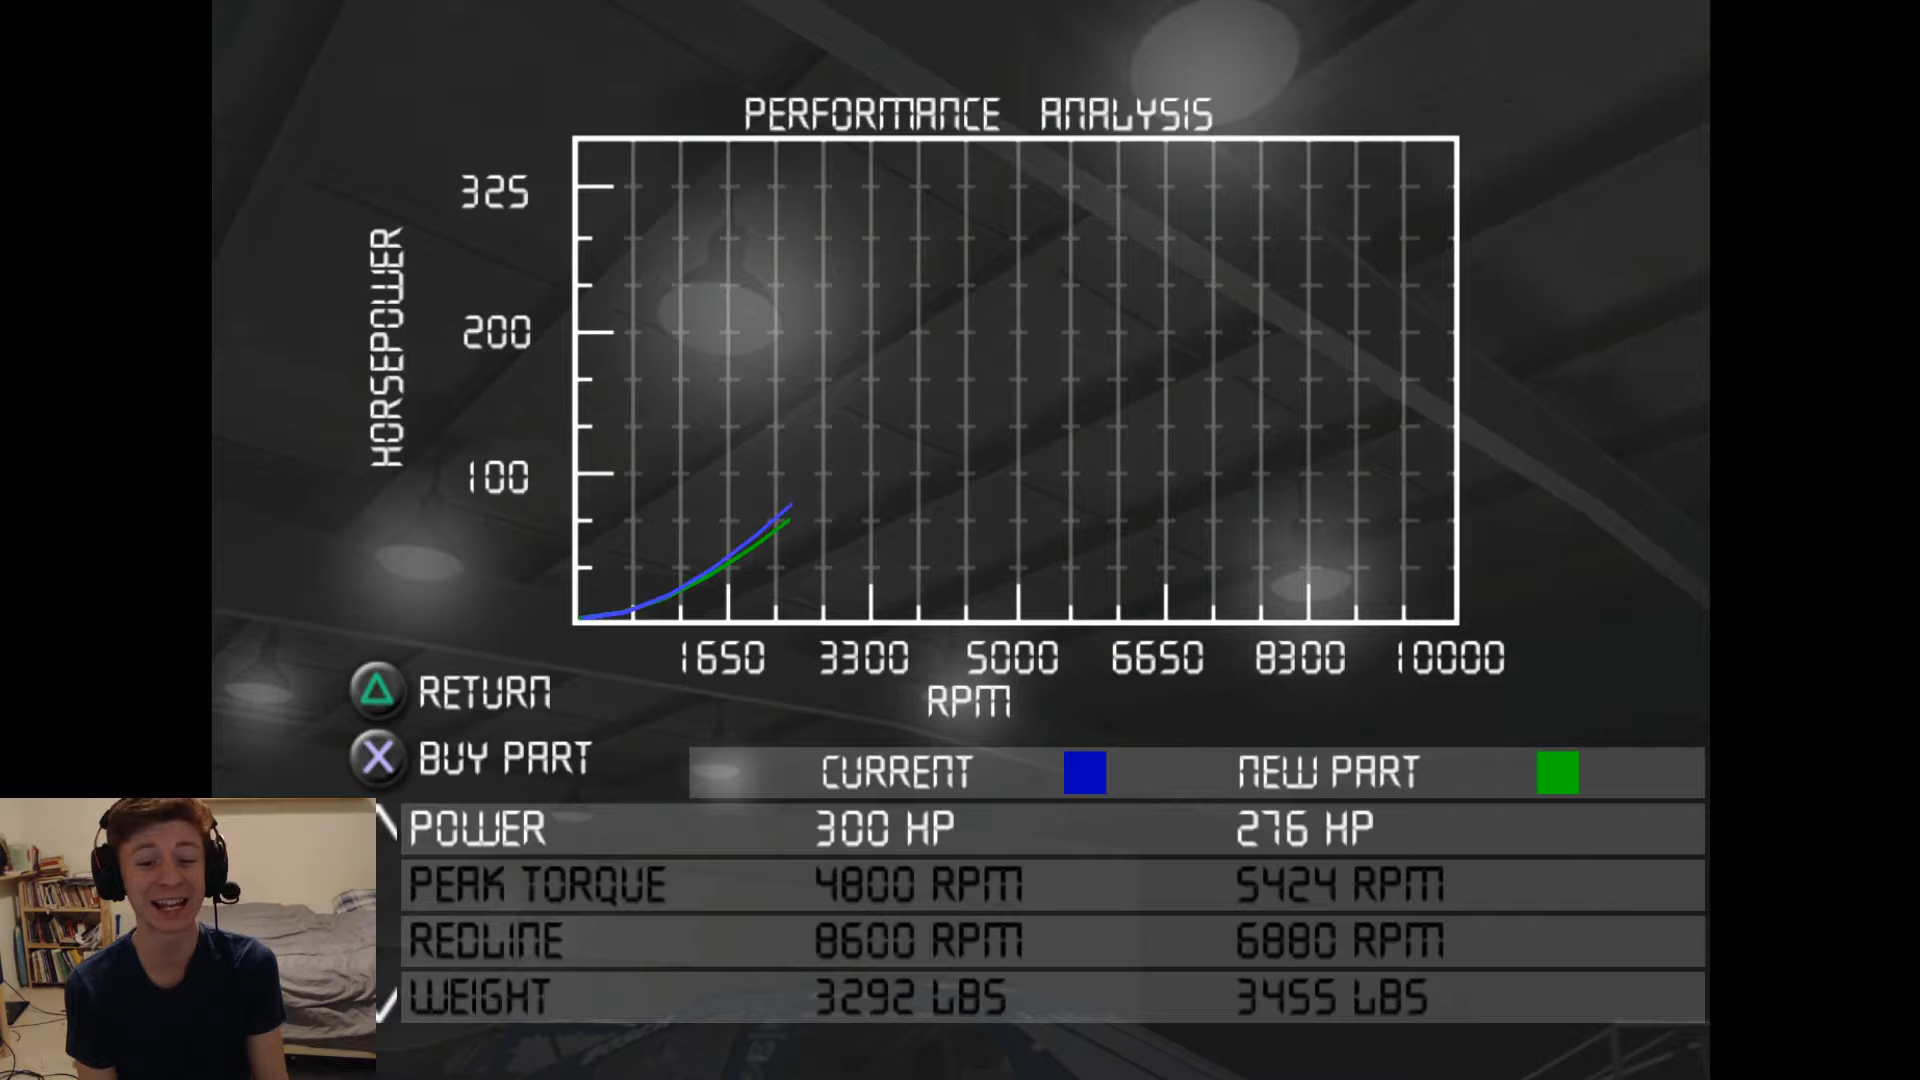 PERFORMANCE ANALYSIS
325
200
100
HORSEPOWER
1650 3300 5000 6650 8300 10000
RPM
RETURN
BUY PART
CURRENT NEW PART
POWER 300 HP 276 HP
PEAK TORQUE 4800 RPM 5424 RPM
REDLINE 8600 RPM 6880 RPM
WEIGHT 3292 LBS 3455 LBS